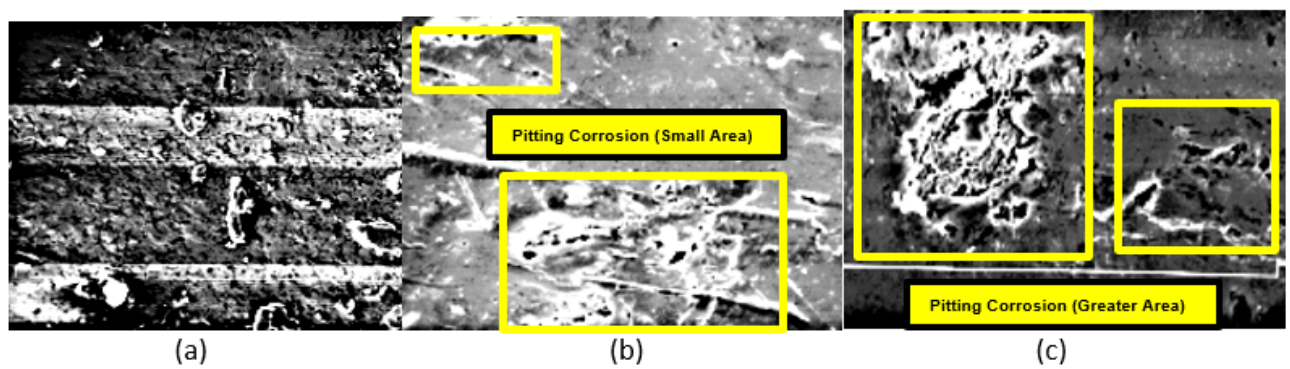 Pitting Corrosion (Small Area)
Pitting Corrosion (Greater Area)
(a)
(b)
(c)